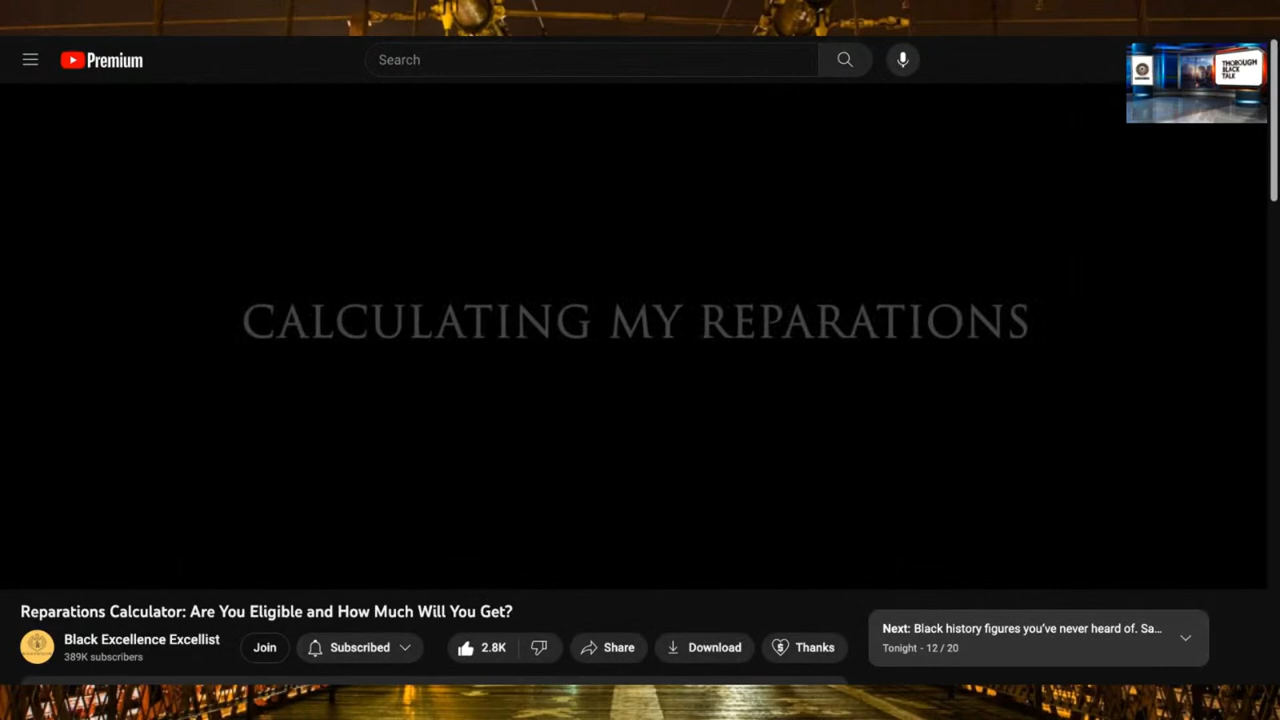 Premium
Search
THOROUGH
BLACK
TALK
CALCULATING MY REPARATIONS
Reparations Calculator: Are You Eligible and How Much Will You Get?
Black Excellence Excellist
389K subscribers
Join
Subscribed
2.8K
Share
Download
Thanks
Next: Black history figures you’ve never heard of. Sa...
Tonight - 12 / 20